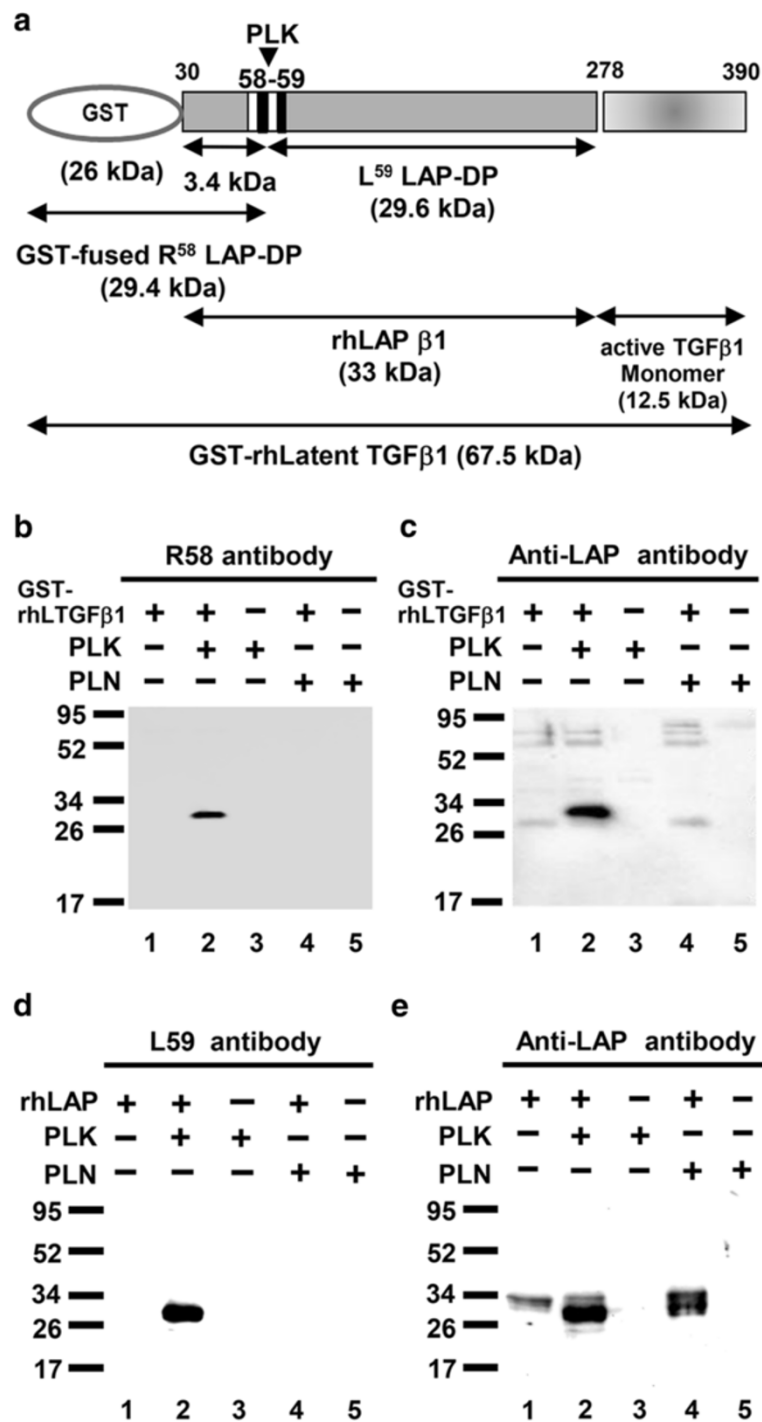 a
PLK
30 58-59 278 390
GST
(26 kDa) 3.4 kDa L⁵⁹ LAP-DP
(29.6 kDa)
GST-fused R⁵⁸ LAP-DP
(29.4 kDa)
rhLAP β1
(33 kDa)
active TGFβ1
Monomer
(12.5 kDa)
GST-rhLatent TGFβ1 (67.5 kDa)
b
R58 antibody
GST-
rhLTGFβ1 + + − + −
PLK − + + − −
PLN − − − + +
95
52
34
26
17
1 2 3 4 5
c
Anti-LAP antibody
GST-
rhLTGFβ1 + + − + −
PLK − + + − −
PLN − − − + +
95
52
34
26
17
1 2 3 4 5
d
L59 antibody
rhLAP + + − + −
PLK − + + − −
PLN − − − + +
95
52
34
26
17
1 2 3 4 5
e
Anti-LAP antibody
rhLAP + + − + −
PLK − + + − −
PLN − − − + +
95
52
34
26
17
1 2 3 4 5